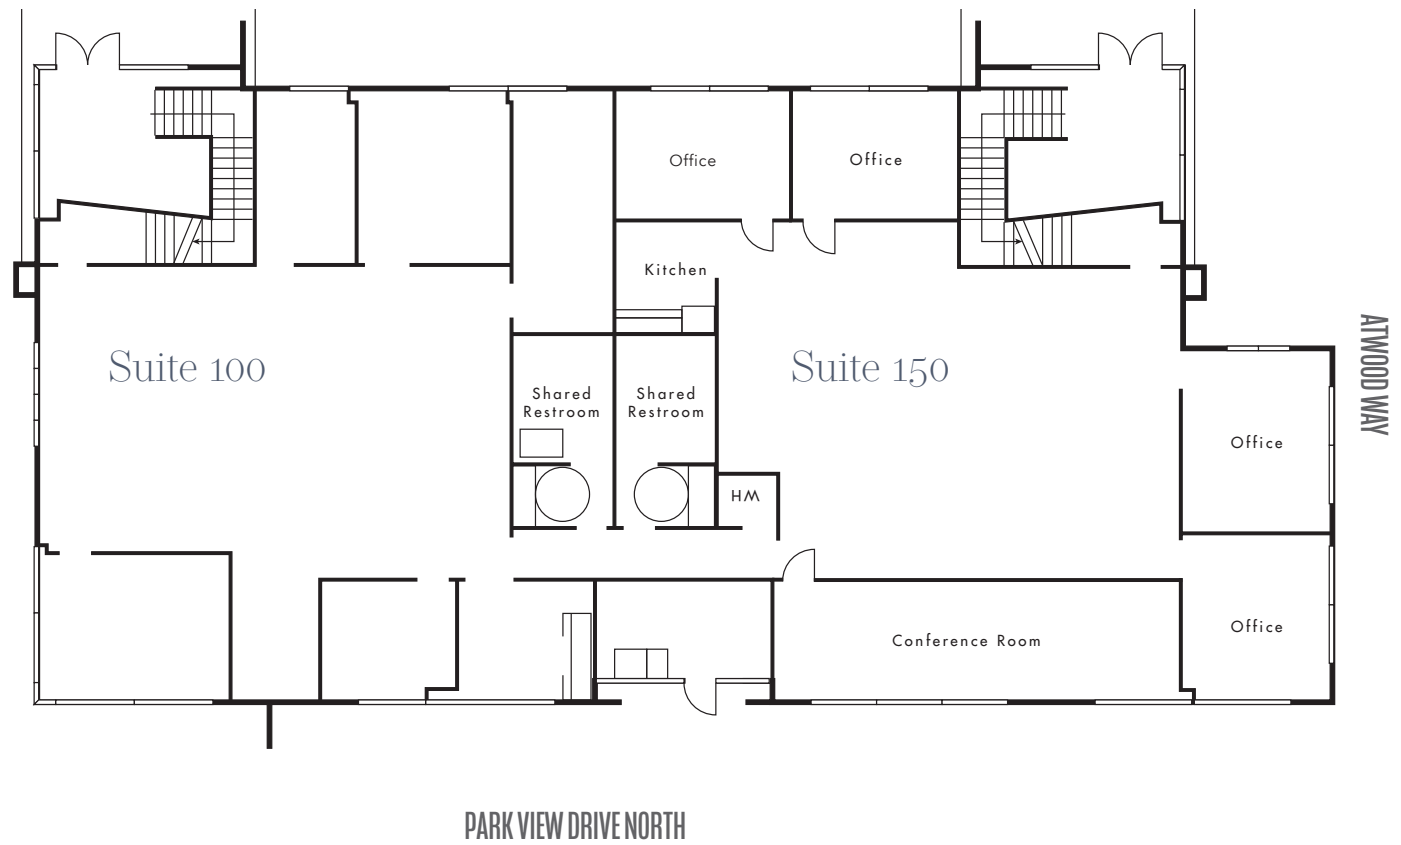 Office
Office
Kitchen
Suite 100
Suite 150
Shared
Restroom
Shared
Restroom
ATWOOD WAY
Office
HM
Office
Conference Room
PARK VIEW DRIVE NORTH